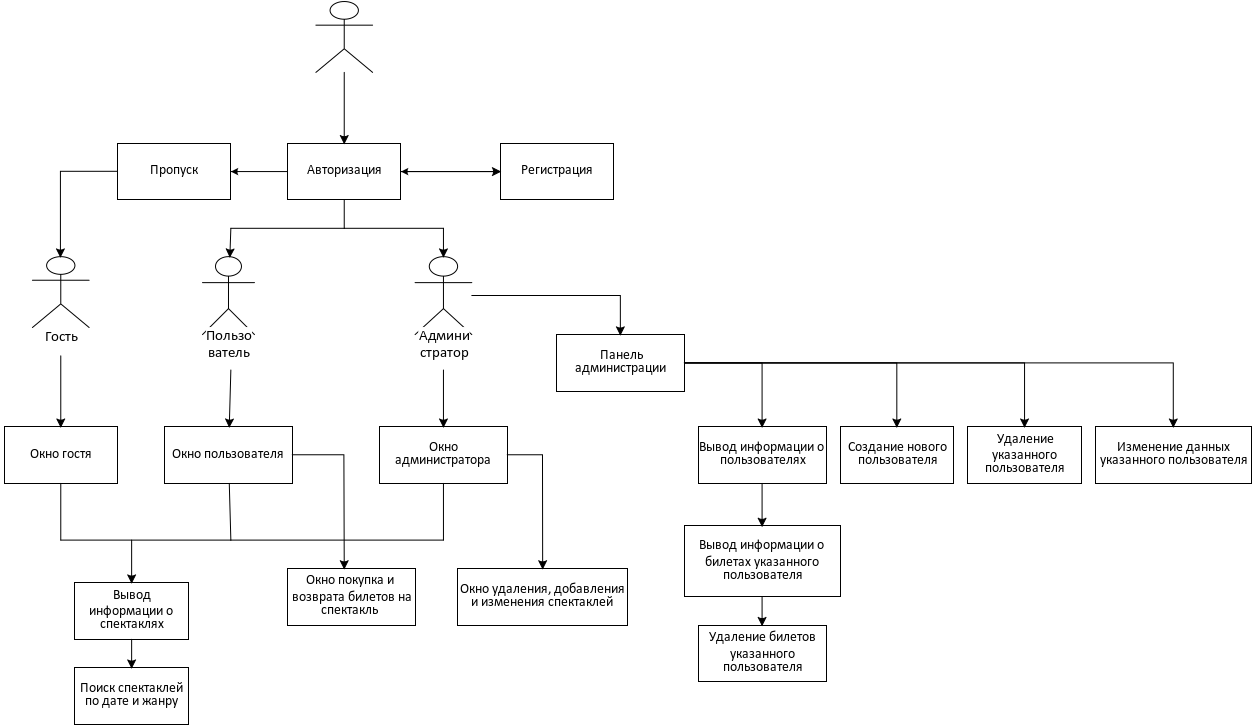 Пропуск
Авторизация
Регистрация
Гость
Пользо
ватель
Админи
стратор
Панель
администрации
Окно гостя
Окно пользователя
Окно
администратора
Вывод информации о
пользователях
Создание нового
пользователя
Удаление
указанного
пользователя
Изменение данных
указанного пользователя
Вывод информации о
билетах указанного
пользователя
Вывод
информации о
спектаклях
Окно покупка и
возврата билетов на
спектакль
Окно удаления, добавления
и изменения спектаклей
Удаление билетов
указанного
пользователя
Поиск спектаклей
по дате и жанру